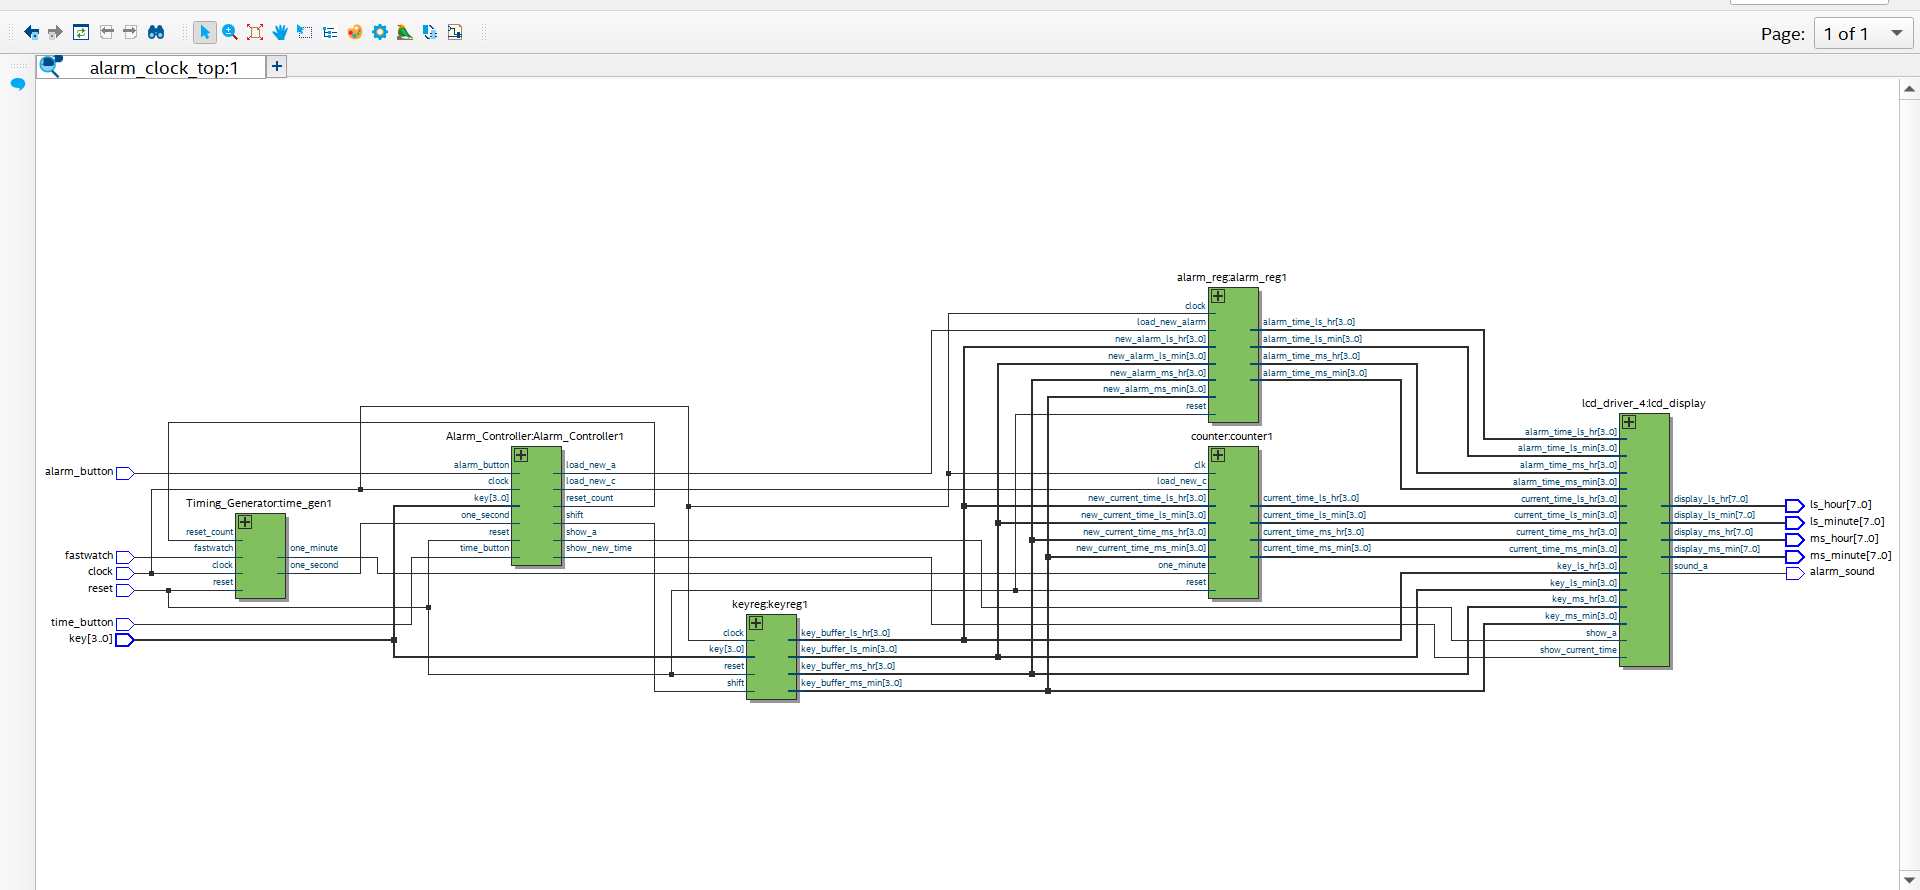 Page: 1 of 1
alarm_clock_top:1
alarm_button
fastwatch
clock
reset
time_button
key[3..0]
Timing_Generator:time_gen1
reset_count
fastwatch
clock
reset
one_minute
one_second
Alarm_Controller:Alarm_Controller1
alarm_button
clock
key[3..0]
one_second
reset
time_button
load_new_a
load_new_c
reset_count
shift
show_a
show_new_time
keyreg:keyreg1
clock
key[3..0]
reset
shift
key_buffer_ls_hr[3..0]
key_buffer_ls_min[3..0]
key_buffer_ms_hr[3..0]
key_buffer_ms_min[3..0]
alarm_reg:alarm_reg1
clock
load_new_alarm
new_alarm_ls_hr[3..0]
new_alarm_ls_min[3..0]
new_alarm_ms_hr[3..0]
new_alarm_ms_min[3..0]
reset
alarm_time_ls_hr[3..0]
alarm_time_ls_min[3..0]
alarm_time_ms_hr[3..0]
alarm_time_ms_min[3..0]
counter:counter1
clk
load_new_c
new_current_time_ls_hr[3..0]
new_current_time_ls_min[3..0]
new_current_time_ms_hr[3..0]
new_current_time_ms_min[3..0]
one_minute
reset
current_time_ls_hr[3..0]
current_time_ls_min[3..0]
current_time_ms_hr[3..0]
current_time_ms_min[3..0]
lcd_driver_4:lcd_display
alarm_time_ls_hr[3..0]
alarm_time_ls_min[3..0]
alarm_time_ms_hr[3..0]
alarm_time_ms_min[3..0]
current_time_ls_hr[3..0]
current_time_ls_min[3..0]
current_time_ms_hr[3..0]
current_time_ms_min[3..0]
key_ls_hr[3..0]
key_ls_min[3..0]
key_ms_hr[3..0]
key_ms_min[3..0]
show_a
show_current_time
display_ls_hr[7..0]
display_ls_min[7..0]
display_ms_hr[7..0]
display_ms_min[7..0]
sound_a
ls_hour[7..0]
ls_minute[7..0]
ms_hour[7..0]
ms_minute[7..0]
alarm_sound